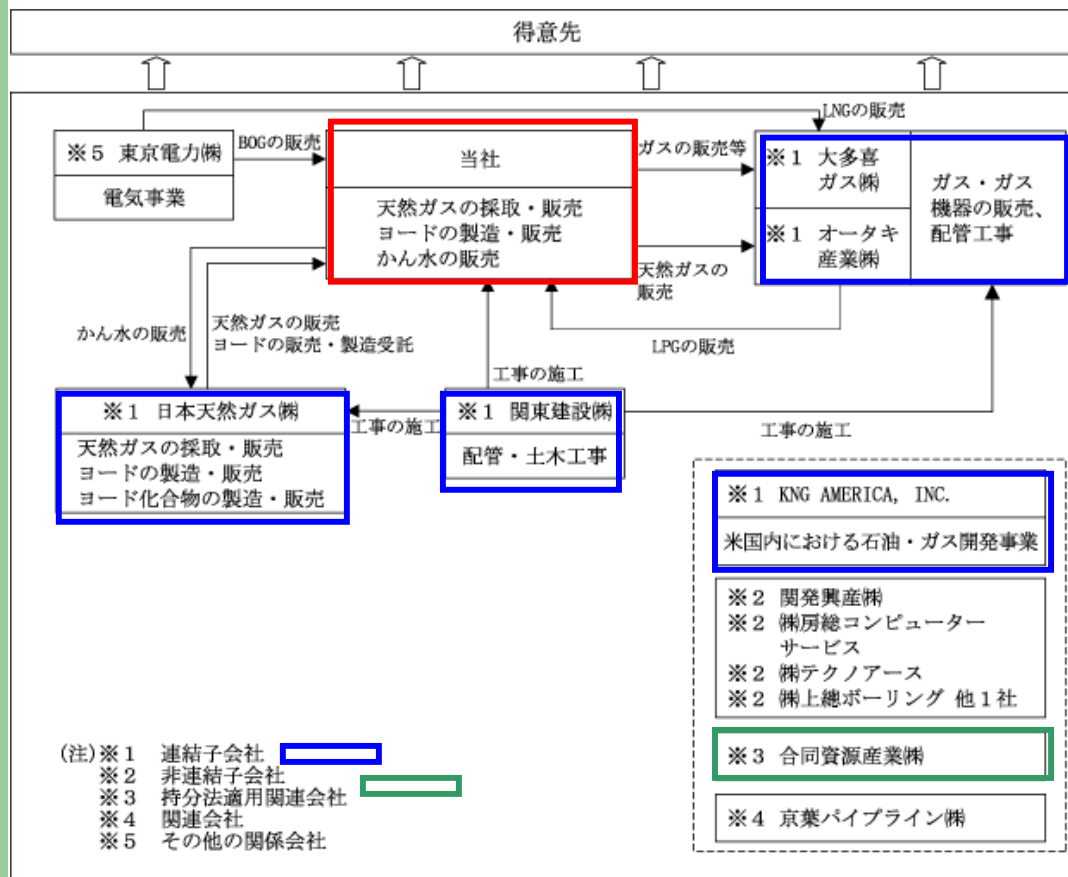 得意先
LNGの販売
※5 東京電力㈱
電気事業
BOGの販売
当社
天然ガスの採取・販売
ヨードの製造・販売
かん水の販売
ガスの販売等
天然ガスの
販売
※1 大多喜
ガス㈱
※1 オータキ
産業㈱
ガス・ガス
機器の販売、
配管工事
かん水の販売
天然ガスの販売
ヨードの販売・製造受託
LPGの販売
工事の施工
※1 日本天然ガス㈱
天然ガスの採取・販売
ヨードの製造・販売
ヨード化合物の製造・販売
工事の施工
※1 関東建設㈱
配管・土木工事
工事の施工
※1 KNG AMERICA, INC.
米国内における石油・ガス開発事業
※2 関発興産㈱
※2 ㈱房総コンピューター
サービス
※2 ㈱テクノアース
※2 ㈱上總ボーリング 他1社
※3 合同資源産業㈱
※4 京葉パイプライン㈱
(注)※1 連結子会社
※2 非連結子会社
※3 持分法適用関連会社
※4 関連会社
※5 その他の関係会社